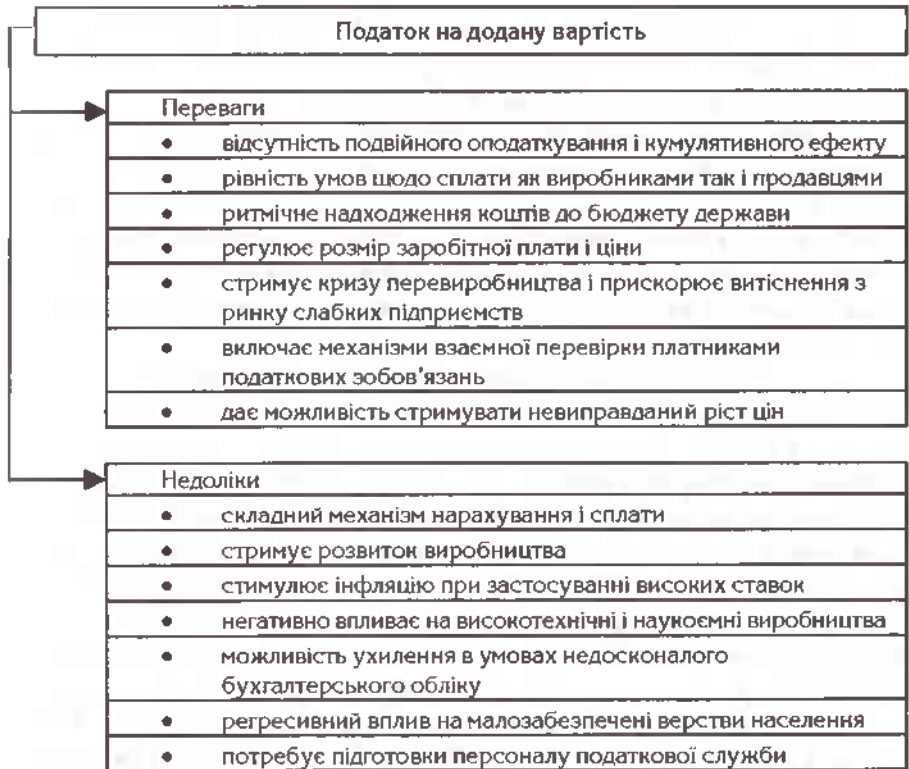 Податок на додану вартість
Переваги
• відсутність подвійного оподаткування і кумулятивного ефекту
• рівність умов щодо сплати як виробниками так і продавцями
• ритмічне надходження коштів до бюджету держави
• регулює розмір заробітної плати і ціни
• стримує кризу перевиробництва і прискорює витіснення з
ринку слабких підприємств
• включає механізми взаємної перевірки платниками
податкових зобов'язань
• дає можливість стримувати невиправданий ріст цін
Недоліки
• складний механізм нарахування і сплати
• стримує розвиток виробництва
• стимулює інфляцію при застосуванні високих ставок
• негативно впливає на високотехнічні і наукоємні виробництва
• можливість ухилення в умовах недосконалого
бухгалтерського обліку
• регресивний вплив на малозабезпечені верстви населення
• потребує підготовки персоналу податкової служби